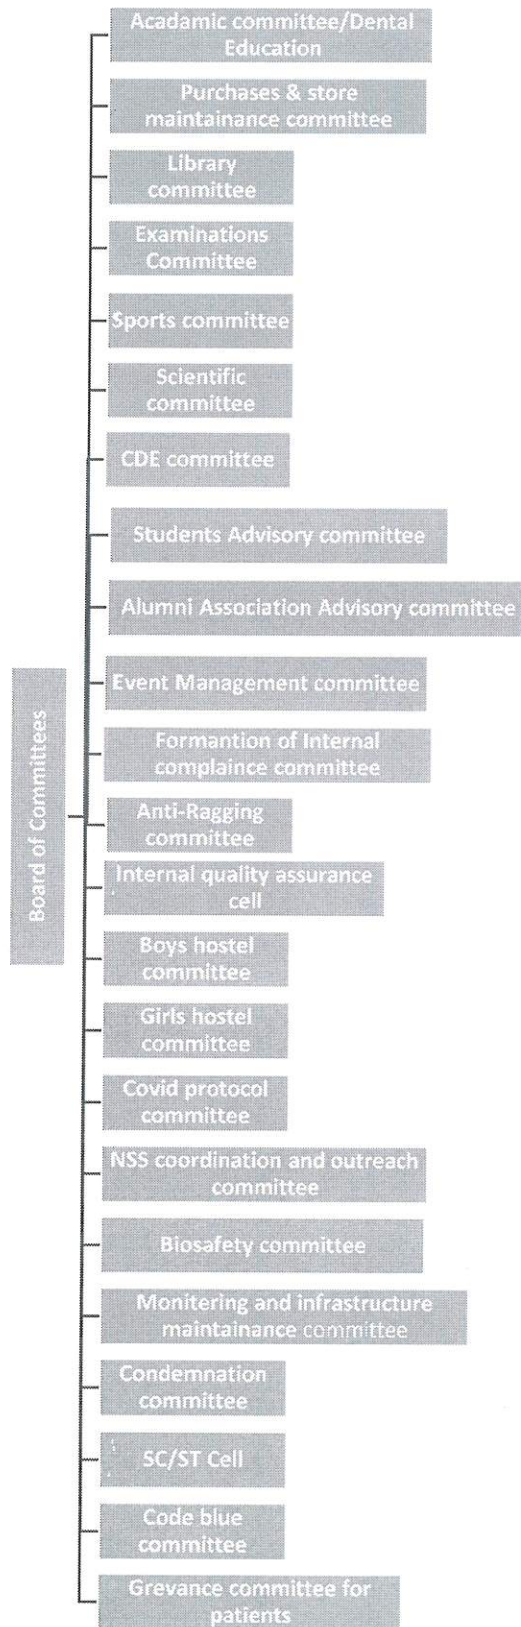 Acadamic committee/Dental
Education
Purchases & store
maintainance committee
Library
committee
Examinations
Committee
Sports committee
Scientific
committee
CDE committee
Students Advisory committee
Alumni Association Advisory committee
Event Management committee
Board of Committees
Formantion of Internal
complaince committee
Anti-Ragging
committee
Internal quality assurance
cell
Boys hostel
committee
Girls hostel
committee
Covid protocol
committee
NSS coordination and outreach
committee
Biosafety committee
Monitering and infrastructure
maintainance committee
Condemnation
committee
SC/ST Cell
Code blue
committee
Grevance committee for
patients